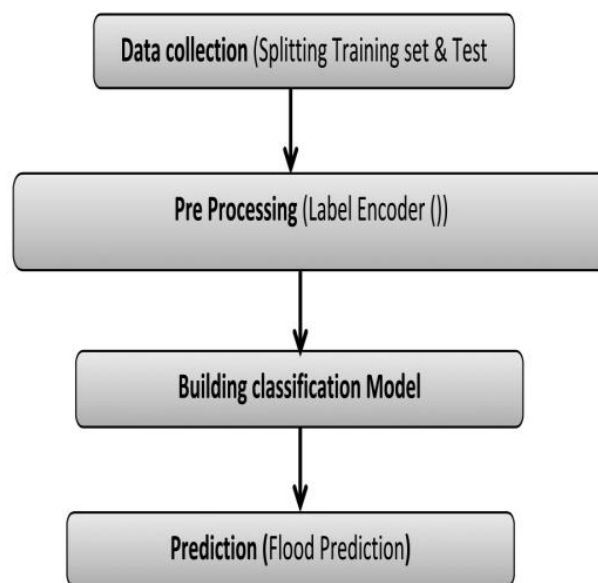 Data collection (Splitting Training set & Test
Pre Processing (Label Encoder ())
Building classification Model
Prediction (Flood Prediction)